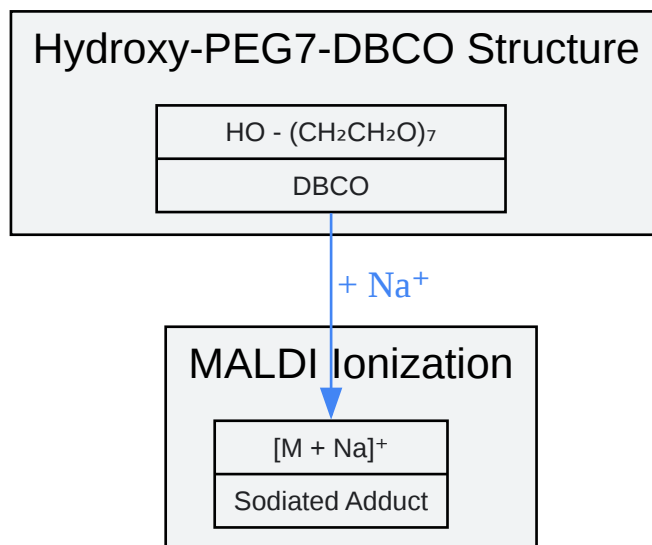 Hydroxy-PEG7-DBCO Structure
HO - (CH₂CH₂O)₇
DBCO
+ Na⁺
MALDI Ionization
[M + Na]⁺
Sodiated Adduct